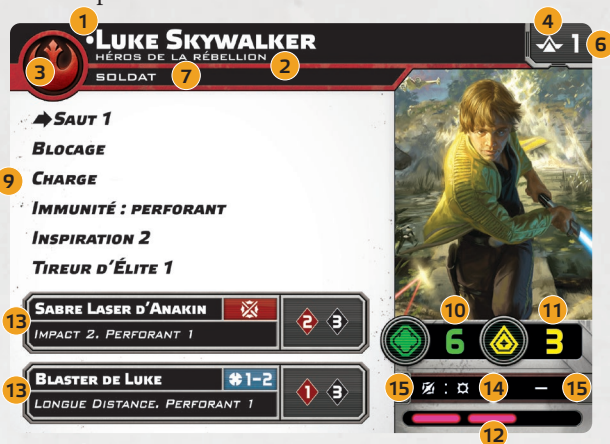 1
4
•Luke Skywalker
1 6
Héros de la Rébellion 2
3
Soldat 7
Saut 1
Blocage
9 Charge
Immunité : perforant
Inspiration 2
Tireur d'Élite 1
10 11
13 Sabre Laser d'Anakin
2 3
Impact 2, Perforant 1
6 3
13 Blaster de Luke 1-2
1 3
Longue Distance, Perforant 1
15 : 14 – 15
12